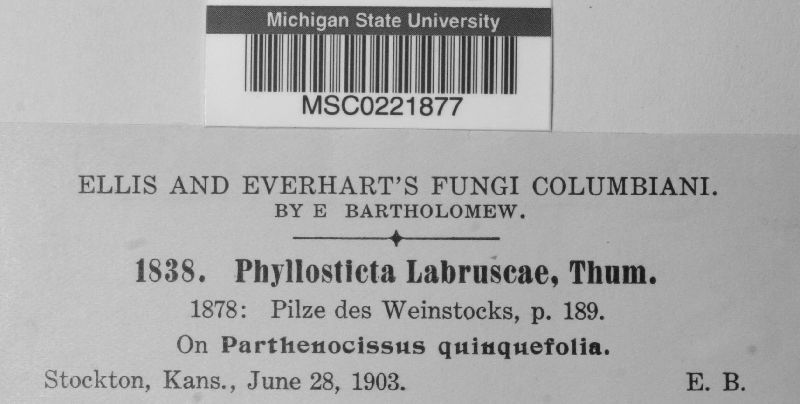 Michigan State University
MSC0221877
ELLIS AND EVERHART'S FUNGI COLUMBIANI.
BY E BARTHOLOMEW.
1838. Phyllosticta Labruscae, Thum.
1878: Pilze des Weinstocks, p. 189.
On Parthenocissus quinquefolia.
Stockton, Kans., June 28, 1903. E. B.